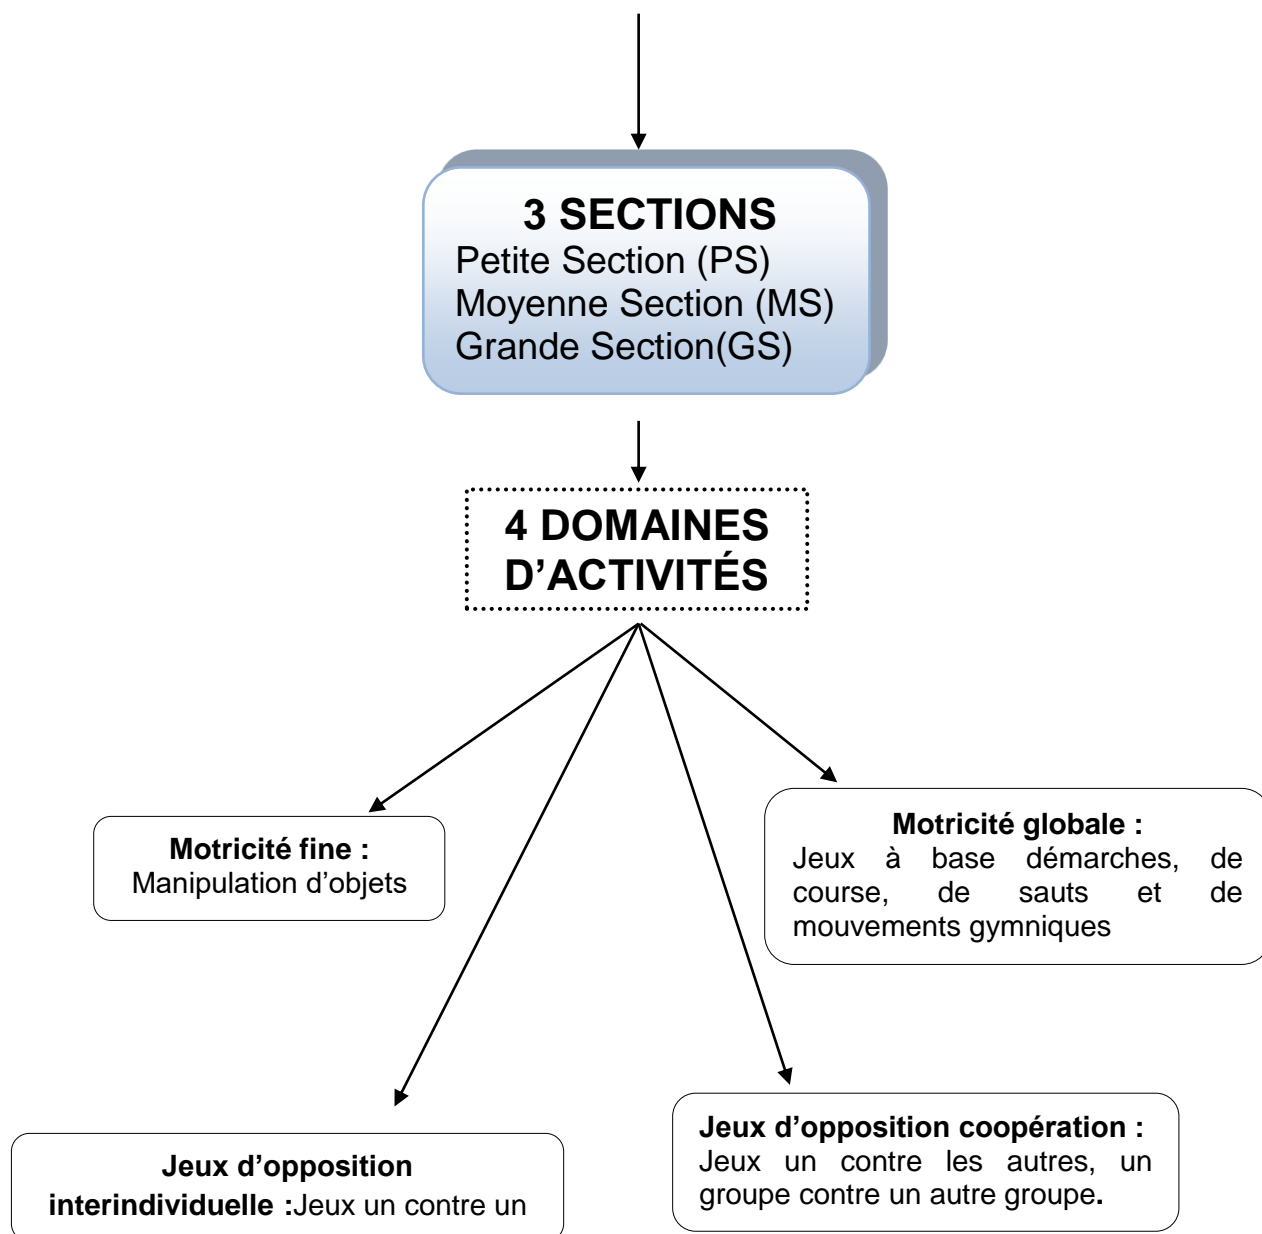 3 SECTIONS
Petite Section (PS)
Moyenne Section (MS)
Grande Section(GS)
4 DOMAINES
D’ACTIVITÉS
Motricité fine :
Manipulation d’objets
Motricité globale :
Jeux à base démarches, de
course, de sauts et de
mouvements gymniques
Jeux d’opposition
interindividuelle :Jeux un contre un
Jeux d’opposition coopération :
Jeux un contre les autres, un
groupe contre un autre groupe.